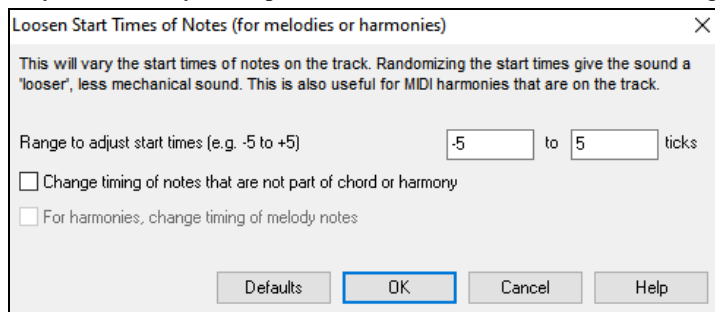 Loosen Start Times of Notes (for melodies or harmonies)
This will vary the start times of notes on the track. Randomizing the start times give the sound a
'looser', less mechanical sound. This is also useful for MIDI harmonies that are on the track.
Range to adjust start times (e.g. -5 to +5) -5 to 5 ticks
Change timing of notes that are not part of chord or harmony
For harmonies, change timing of melody notes
Defaults OK Cancel Help